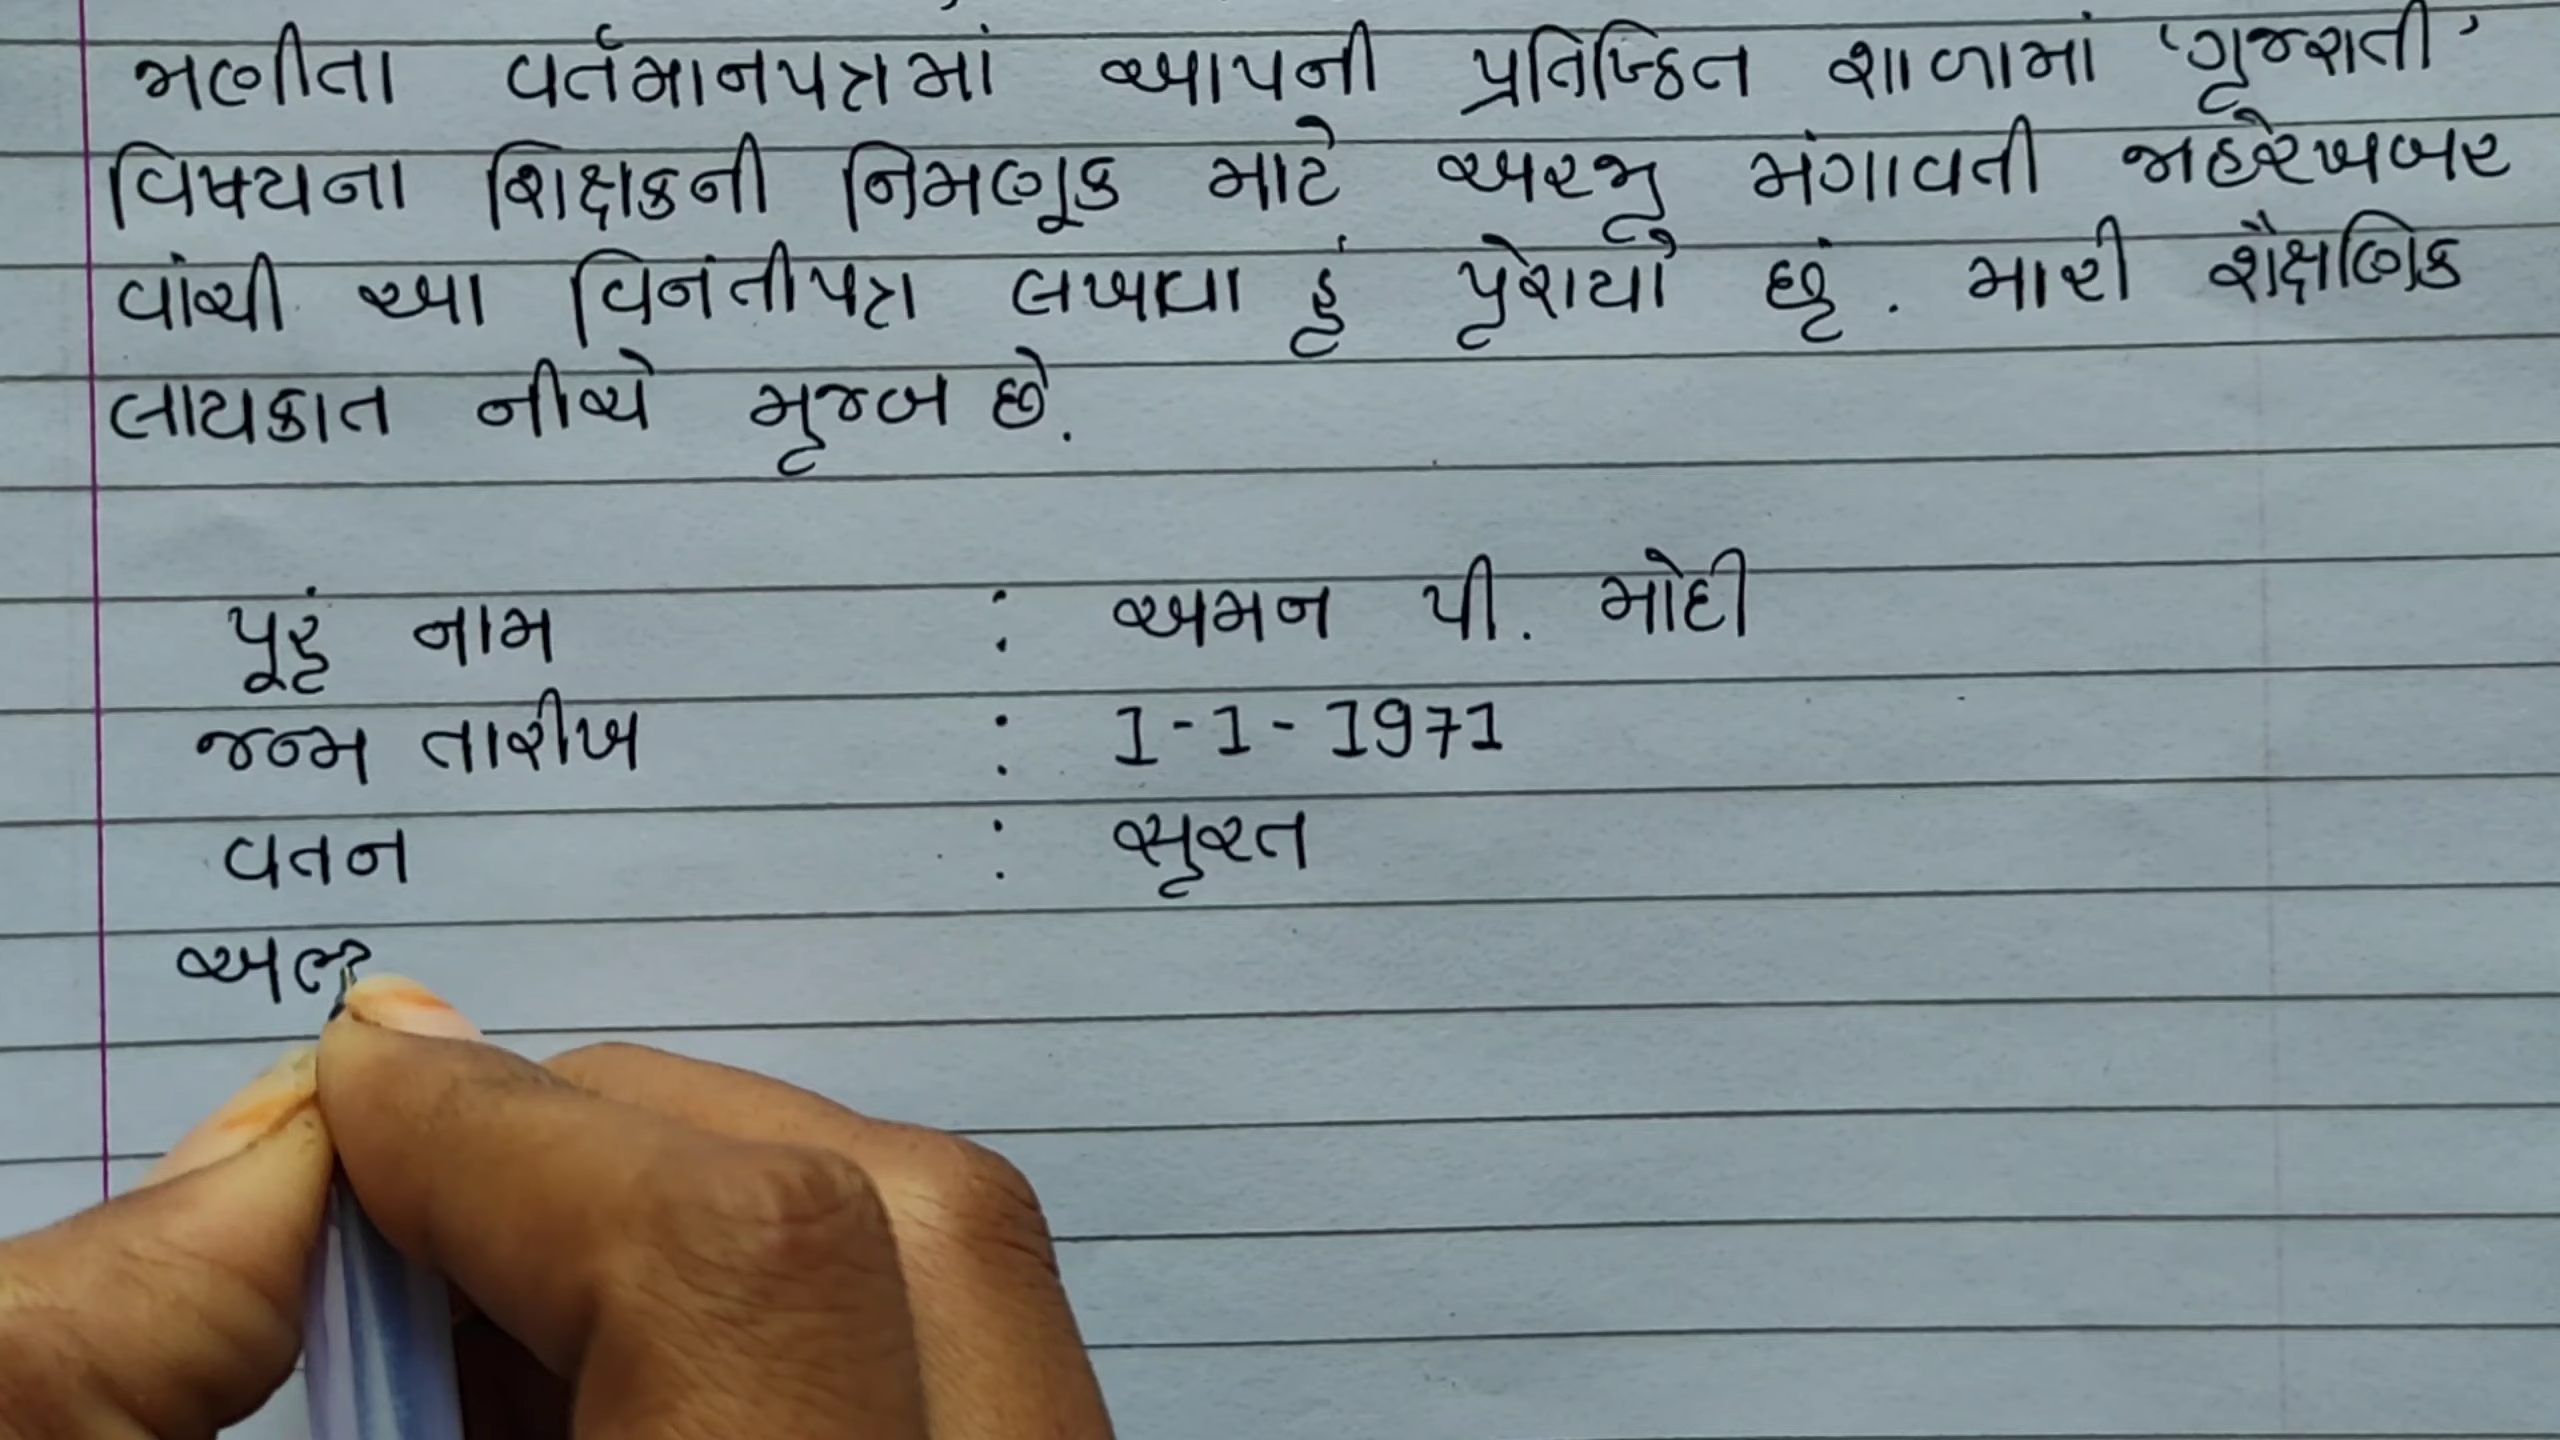 ભણીતા વર્તમાનપત્રમાં આપની પ્રતિષ્ઠિત શાળામાં ‘ગુજરાતી’
વિષયના શિક્ષકની નિમણૂક માટે અરજી મંગાવતી જાહેરખબર
વાંચી આ વિનંતીપત્ર લખવા હું પ્રેરાયો છું. મારી શૈક્ષણિક
લાયકાત નીચે મુજબ છે.
પૂરું નામ : અમન પી. મોદી
જન્મ તારીખ : 1-1-1971
વતન : સુરત